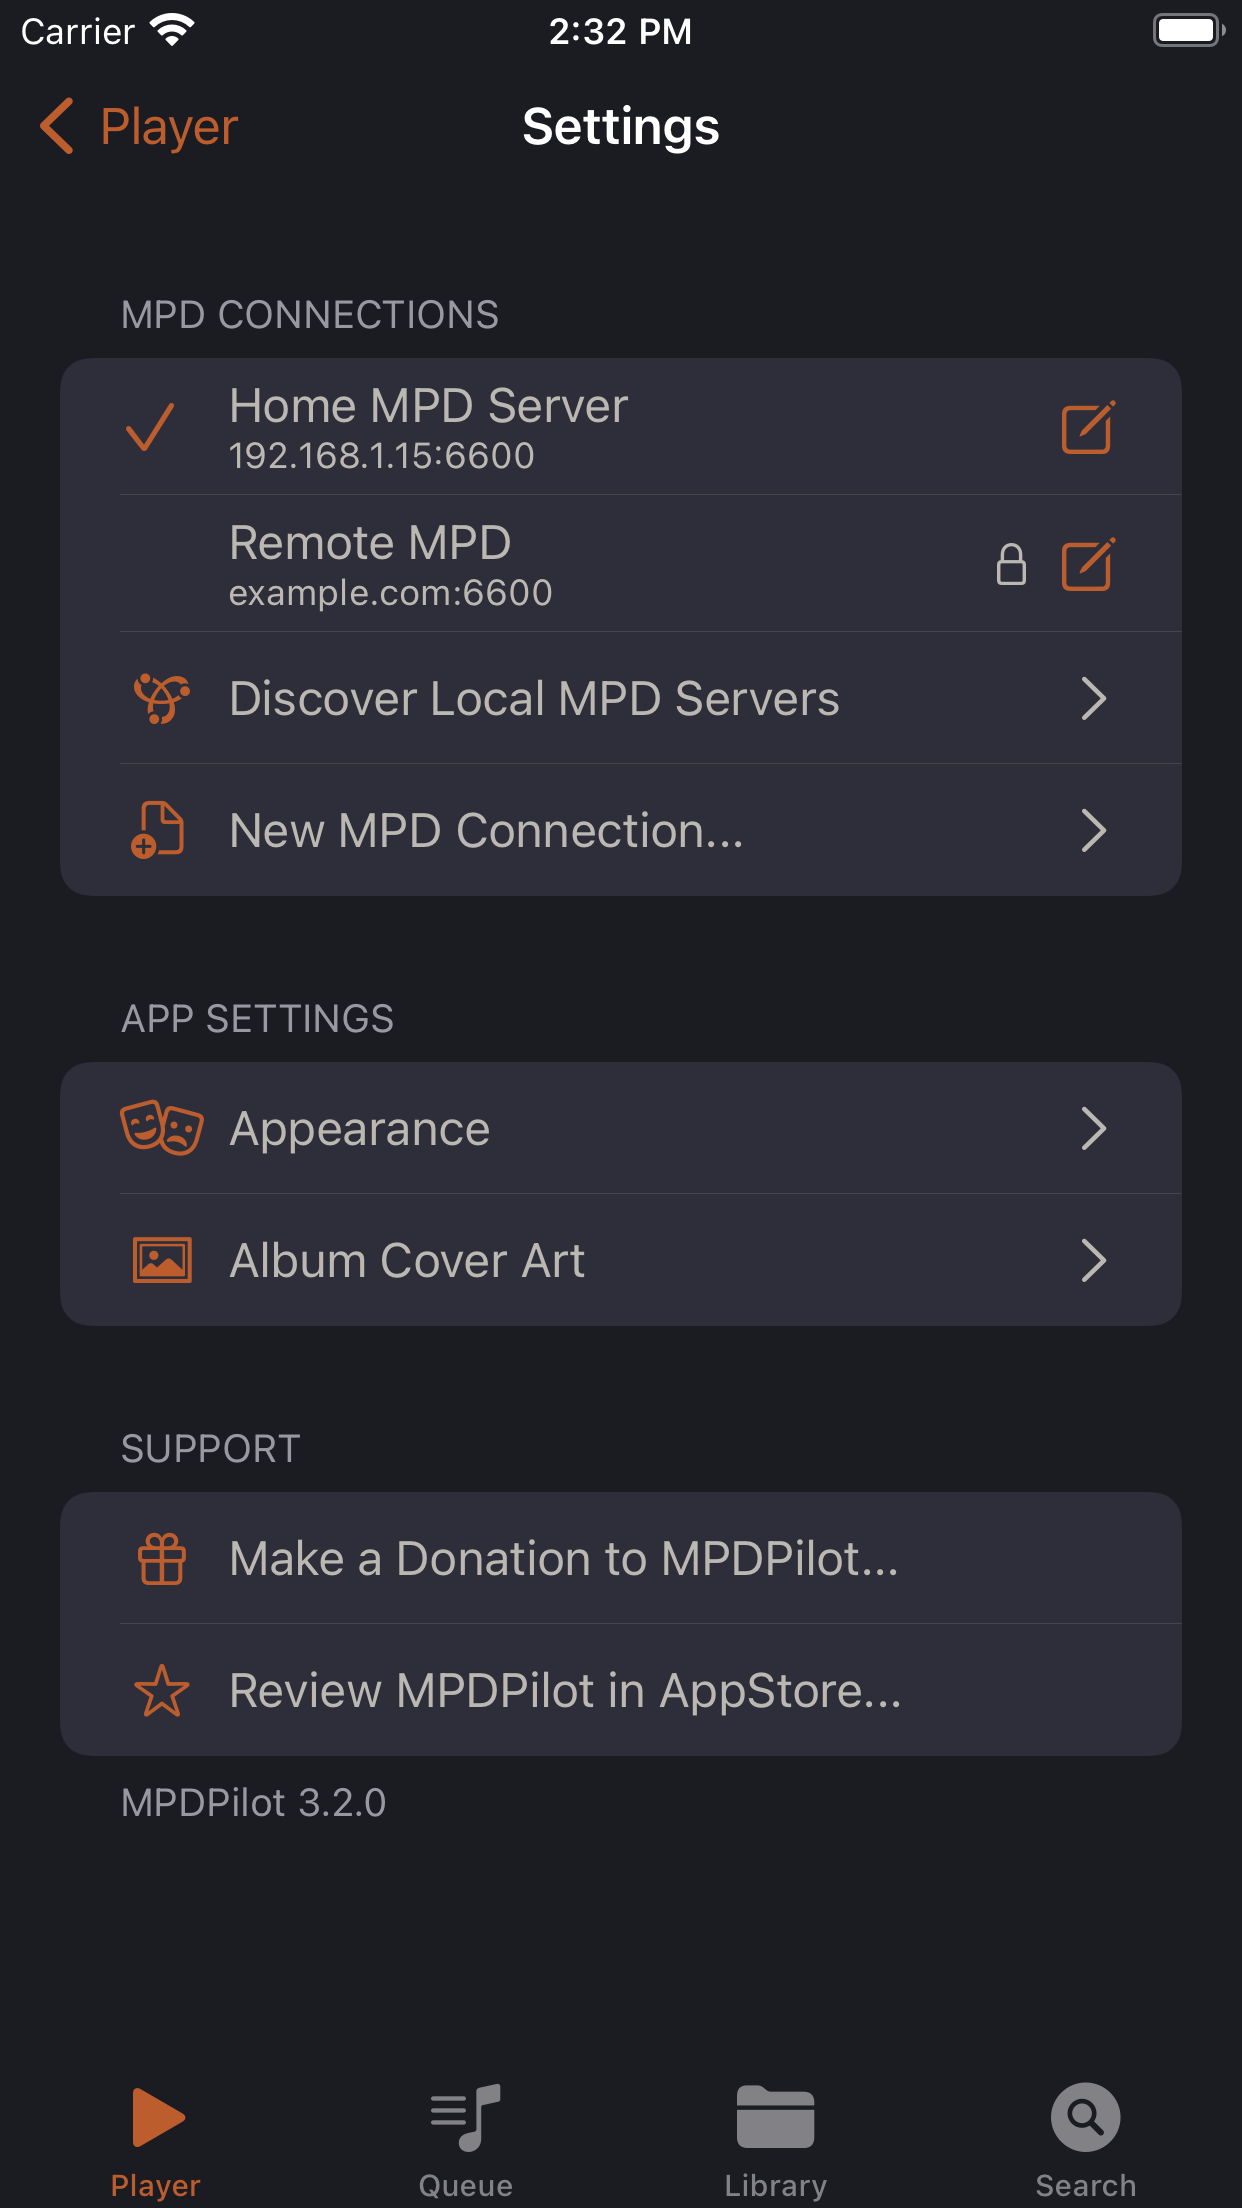 Carrier 2:32 PM
Player Settings
MPD CONNECTIONS
Home MPD Server
192.168.1.15:6600
Remote MPD
example.com:6600
Discover Local MPD Servers
New MPD Connection...
APP SETTINGS
Appearance
Album Cover Art
SUPPORT
Make a Donation to MPDPilot...
Review MPDPilot in AppStore...
MPDPilot 3.2.0
Player Queue Library Search